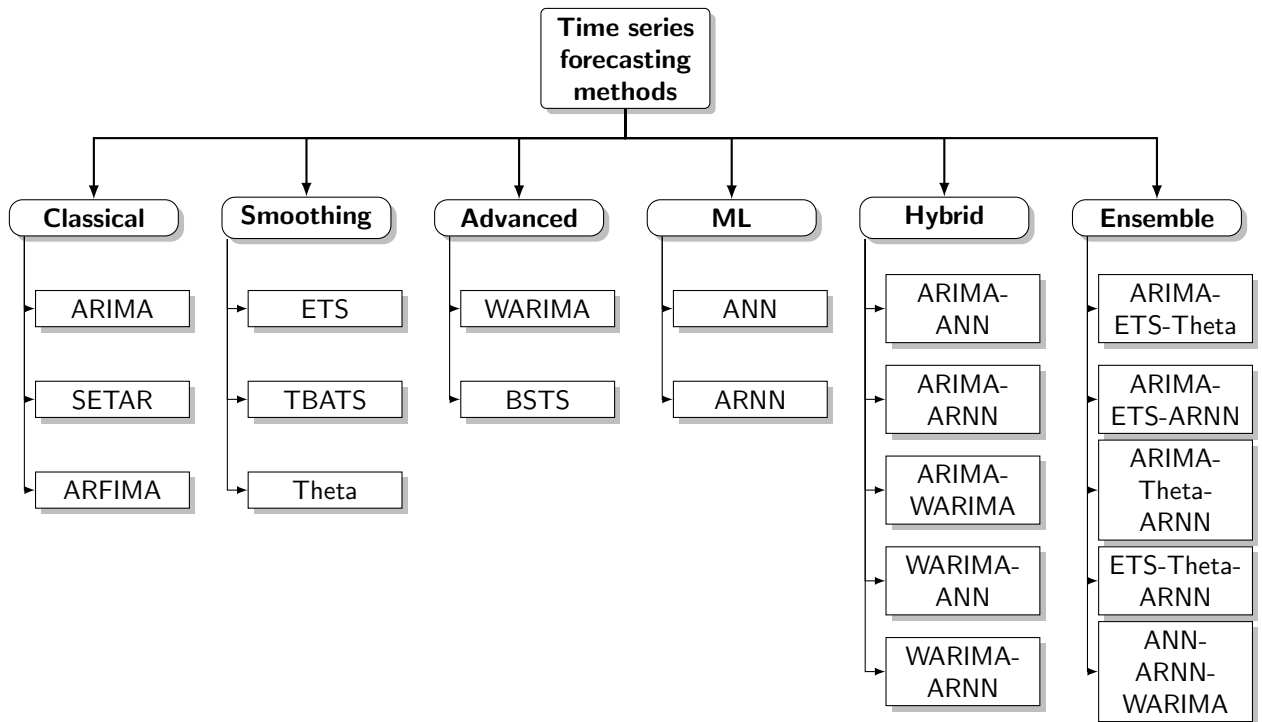 Time series
forecasting
methods
Classical
Smoothing
Advanced
ML
Hybrid
Ensemble
ARIMA
SETAR
ARFIMA
ETS
TBATS
Theta
WARIMA
BSTS
ANN
ARNN
ARIMA-
ANN
ARIMA-
ARNN
ARIMA-
WARIMA
WARIMA-
ANN
WARIMA-
ARNN
ARIMA-
ETS-Theta
ARIMA-
ETS-ARNN
ARIMA-
Theta-
ARNN
ETS-Theta-
ARNN
ANN-
ARNN-
WARIMA